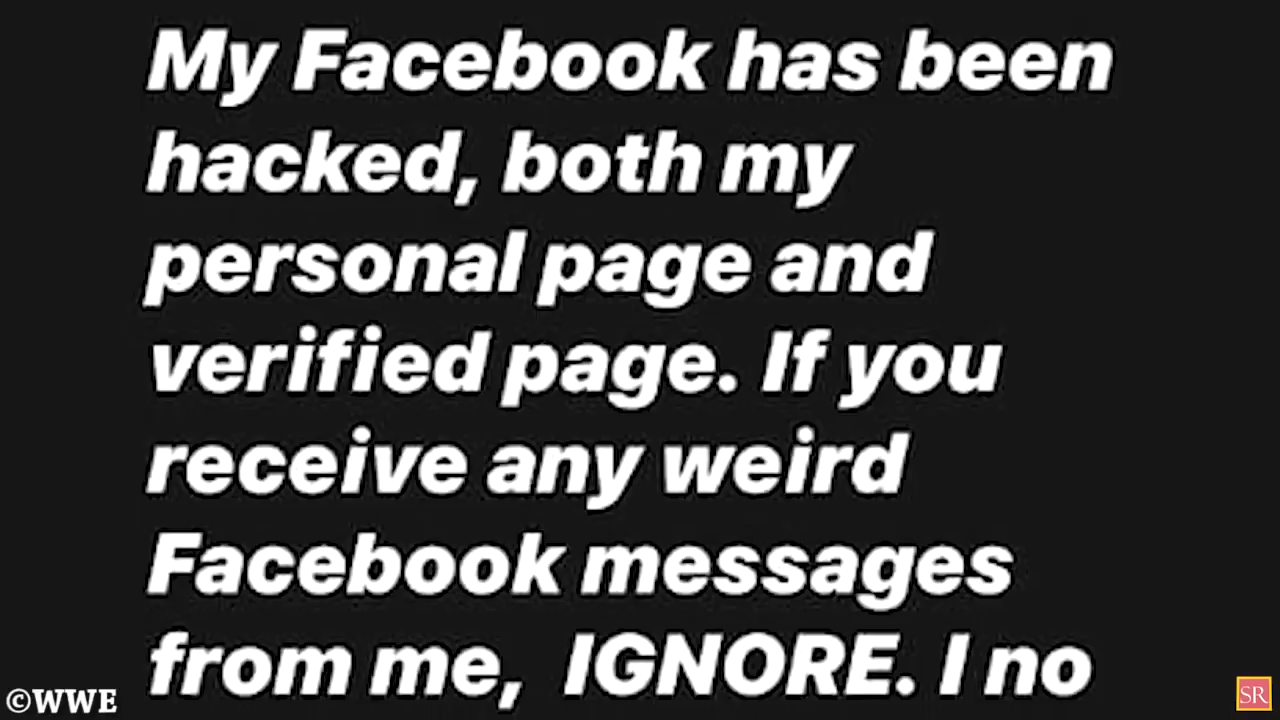 My Facebook has been
hacked, both my
personal page and
verified page. If you
receive any weird
Facebook messages
from me, IGNORE. I no
©WWE
SR